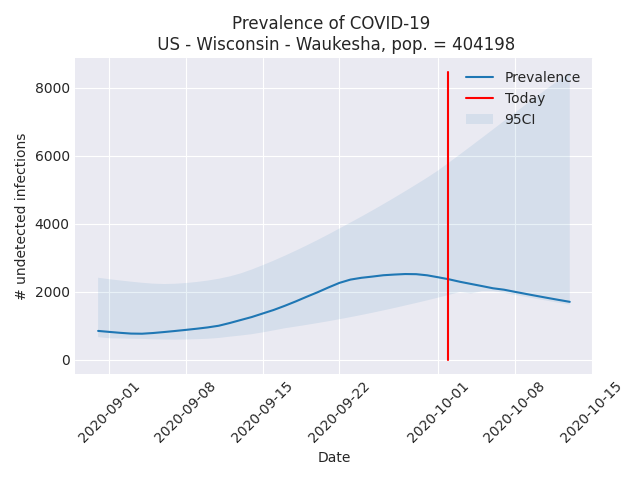 Prevalence of COVID-19
US - Wisconsin - Waukesha, pop. = 404198
Prevalence
Today
95CI
# undetected infections
8000
6000
4000
2000
0
2020-09-01
2020-09-08
2020-09-15
2020-09-22
2020-10-01
2020-10-08
2020-10-15
Date